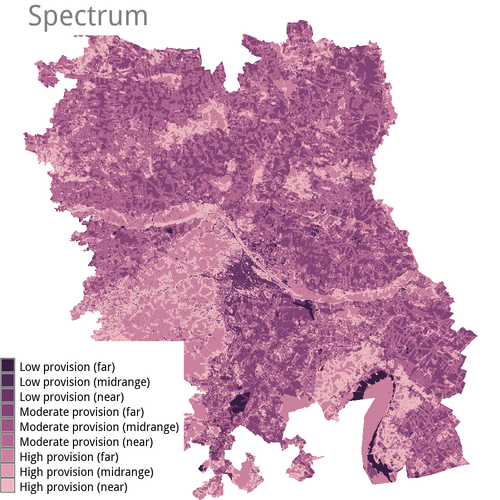 Spectrum
Low provision (far)
Low provision (midrange)
Low provision (near)
Moderate provision (far)
Moderate provision (midrange)
Moderate provision (near)
High provision (far)
High provision (midrange)
High provision (near)